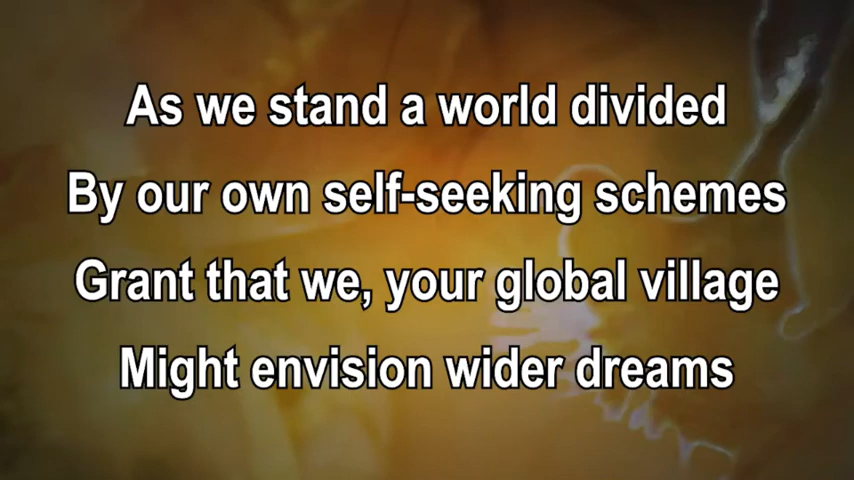 As we stand a world divided
By our own self-seeking schemes
Grant that we, your global village
Might envision wider dreams